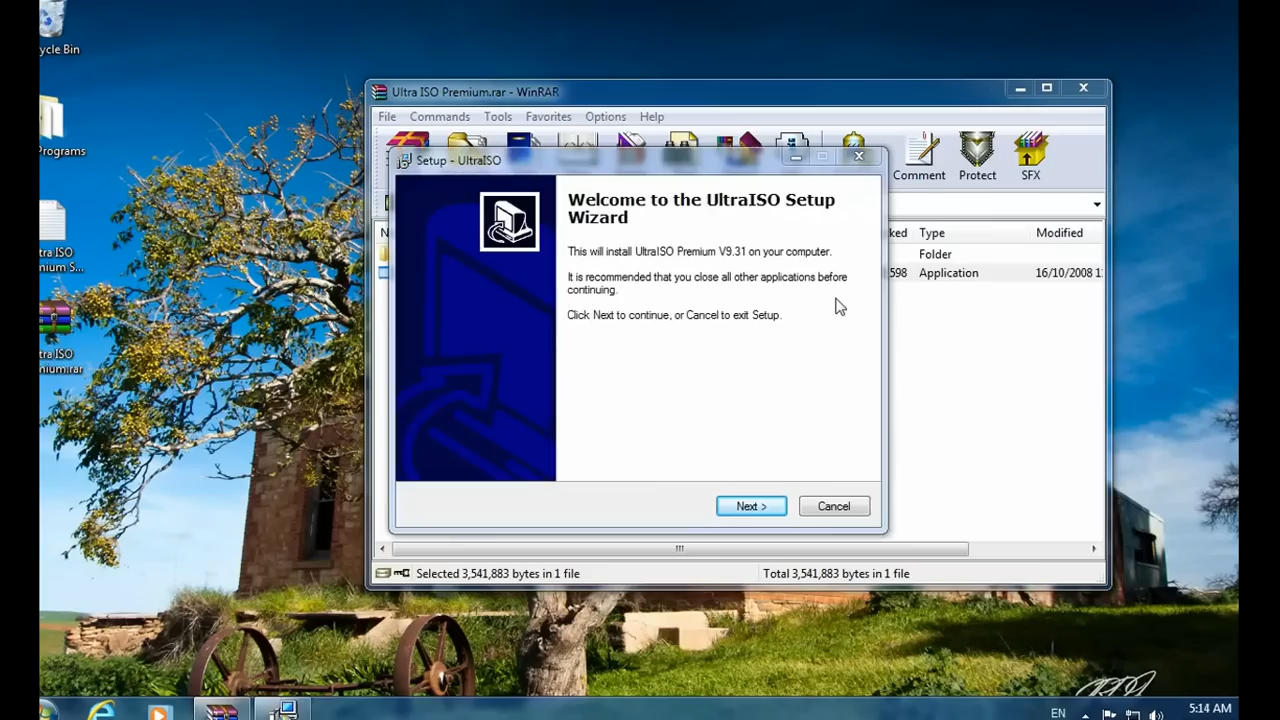 ycle Bin
Programs
tra ISO
mium S...
tra ISO
mium.rar
Ultra ISO Premium.rar - WinRAR
File Commands Tools Favorites Options Help
Comment Protect SFX
ked Type Modified
Folder
598 Application 16/10/2008 1
Setup - UltraISO
Welcome to the UltraISO Setup
Wizard
This will install UltraISO Premium V9.31 on your computer.
It is recommended that you close all other applications before
continuing.
Click Next to continue, or Cancel to exit Setup.
Next > Cancel
Selected 3,541,883 bytes in 1 file Total 3,541,883 bytes in 1 file
EN 5:14 AM